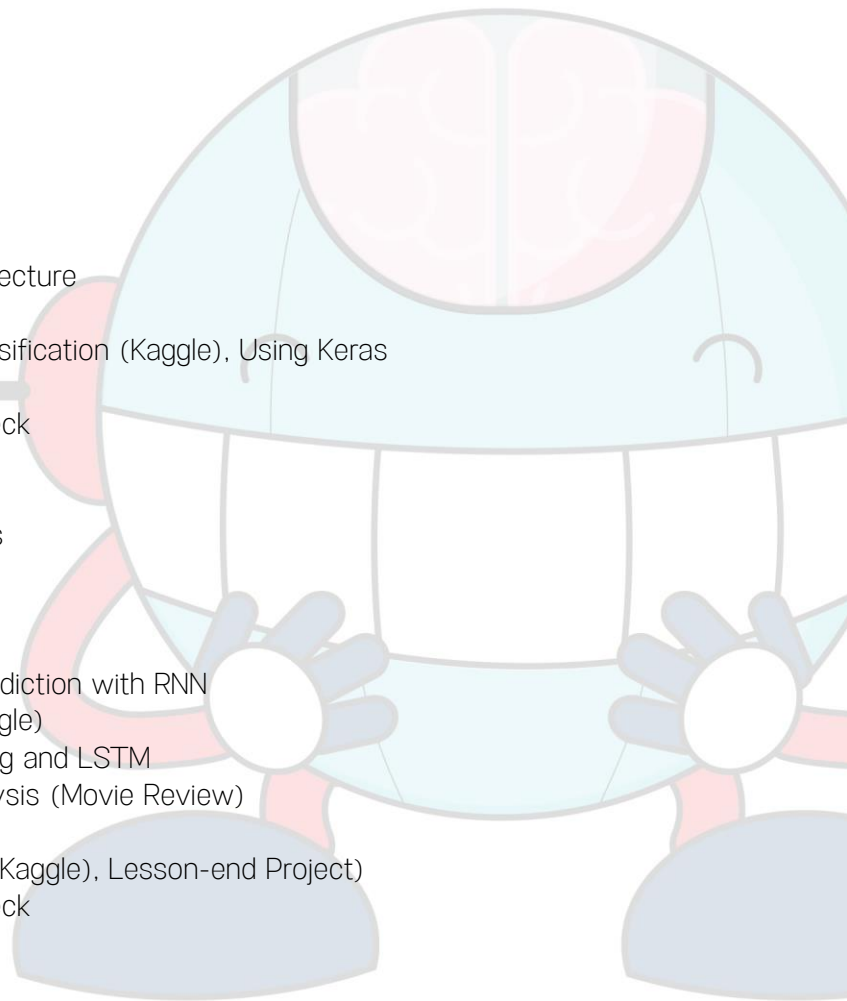 ecture
sification (Kaggle), Using Keras
ck
s
diction with RNN
gle)
g and LSTM
ysis (Movie Review)
Kaggle), Lesson-end Project)
ck